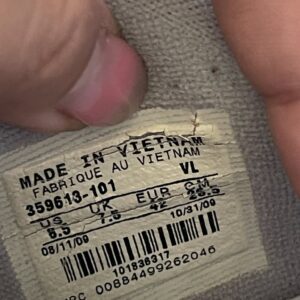 MADE IN VIETNAM
FABRIQUE AU VIETNAM
359613-101 VL
US UK EUR CM
8.5 7.5 42 26.5
08/11/09 10/31/09
101836317
UPC 00884499262046